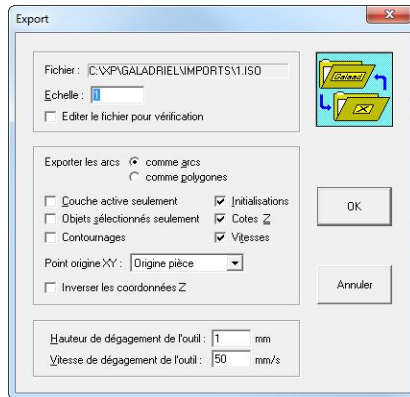 Export
Fichier : C:\XP\GALADRIEL\IMPORTS\1.ISO
Echelle : 1
Editer le fichier pour vérification
Galaad
X
Exporter les arcs comme arcs
comme polygones
Couche active seulement Initialisations
Objets sélectionnés seulement Cotes Z
Contournages Vitesses
OK
Point origine XY : Origine pièce
Inverser les coordonnées Z
Annuler
Hauteur de dégagement de l'outil : 1 mm
Vitesse de dégagement de l'outil : 50 mm/s